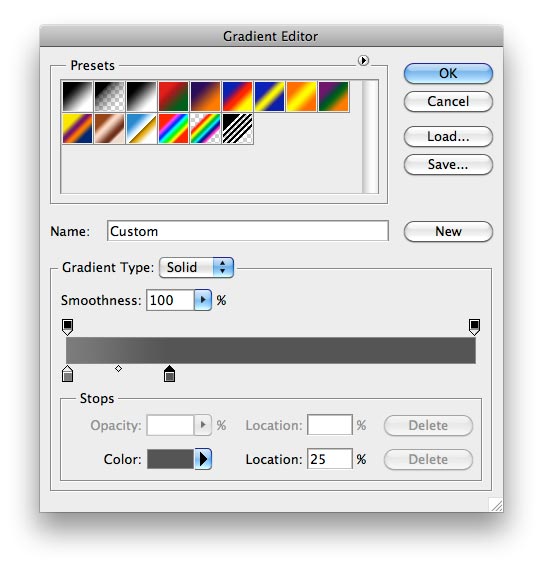 Gradient Editor
Presets
OK
Cancel
Load...
Save...
Name: Custom
New
Gradient Type: Solid
Smoothness: 100 %
Stops
Opacity: % Location: % Delete
Color: Location: 25 % Delete